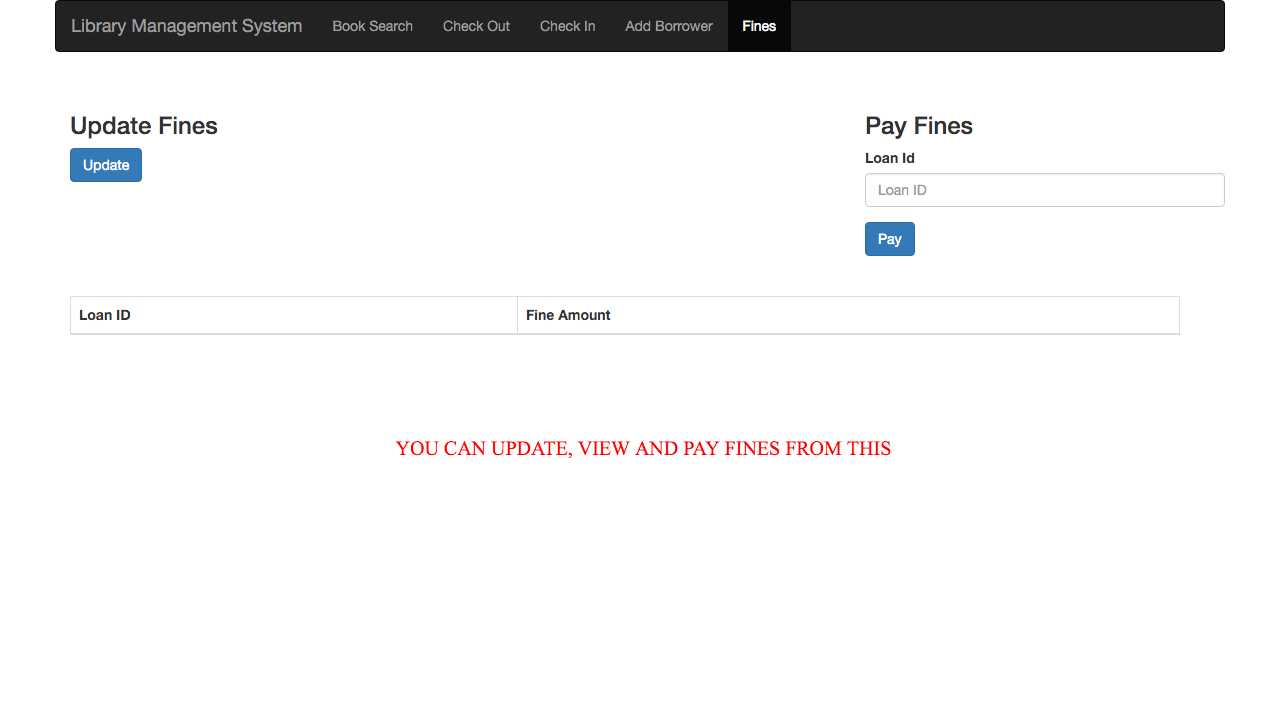 Library Management System Book Search Check Out Check In Add Borrower Fines
Update Fines
Update
Pay Fines
Loan Id
Loan ID
Pay
Loan ID Fine Amount
YOU CAN UPDATE, VIEW AND PAY FINES FROM THIS